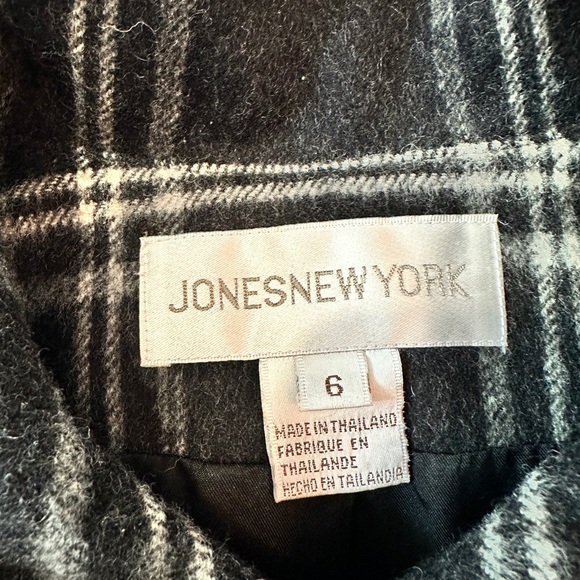 JONESNEWYORK
6
MADE IN THAILAND
FABRIQUE EN
THAILANDE
HECHO EN TAILANDIA